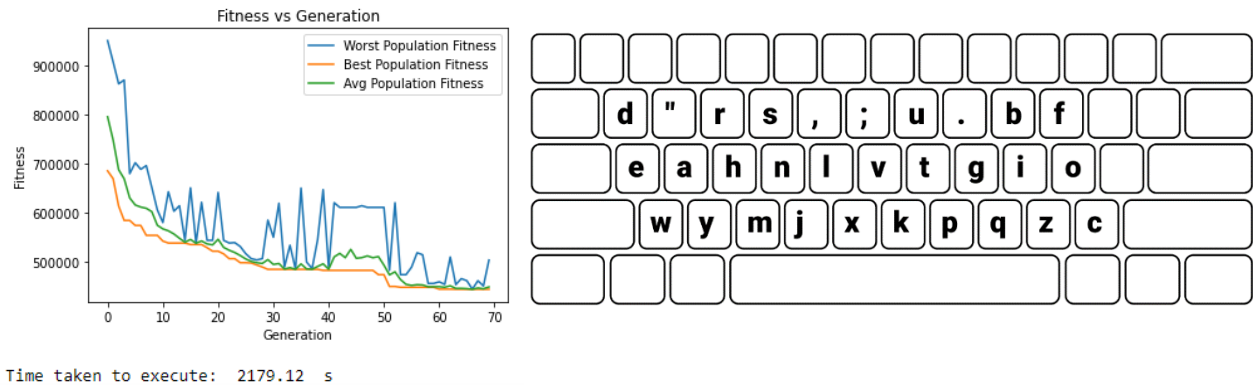 Fitness vs Generation
Worst Population Fitness
Best Population Fitness
Avg Population Fitness
900000
800000
700000
600000
500000
Fitness
0 10 20 30 40 50 60 70
Generation
d " r s , ; u . b f
e a h n l v t g i o
w y m j x k p q z c
Time taken to execute:  2179.12  s